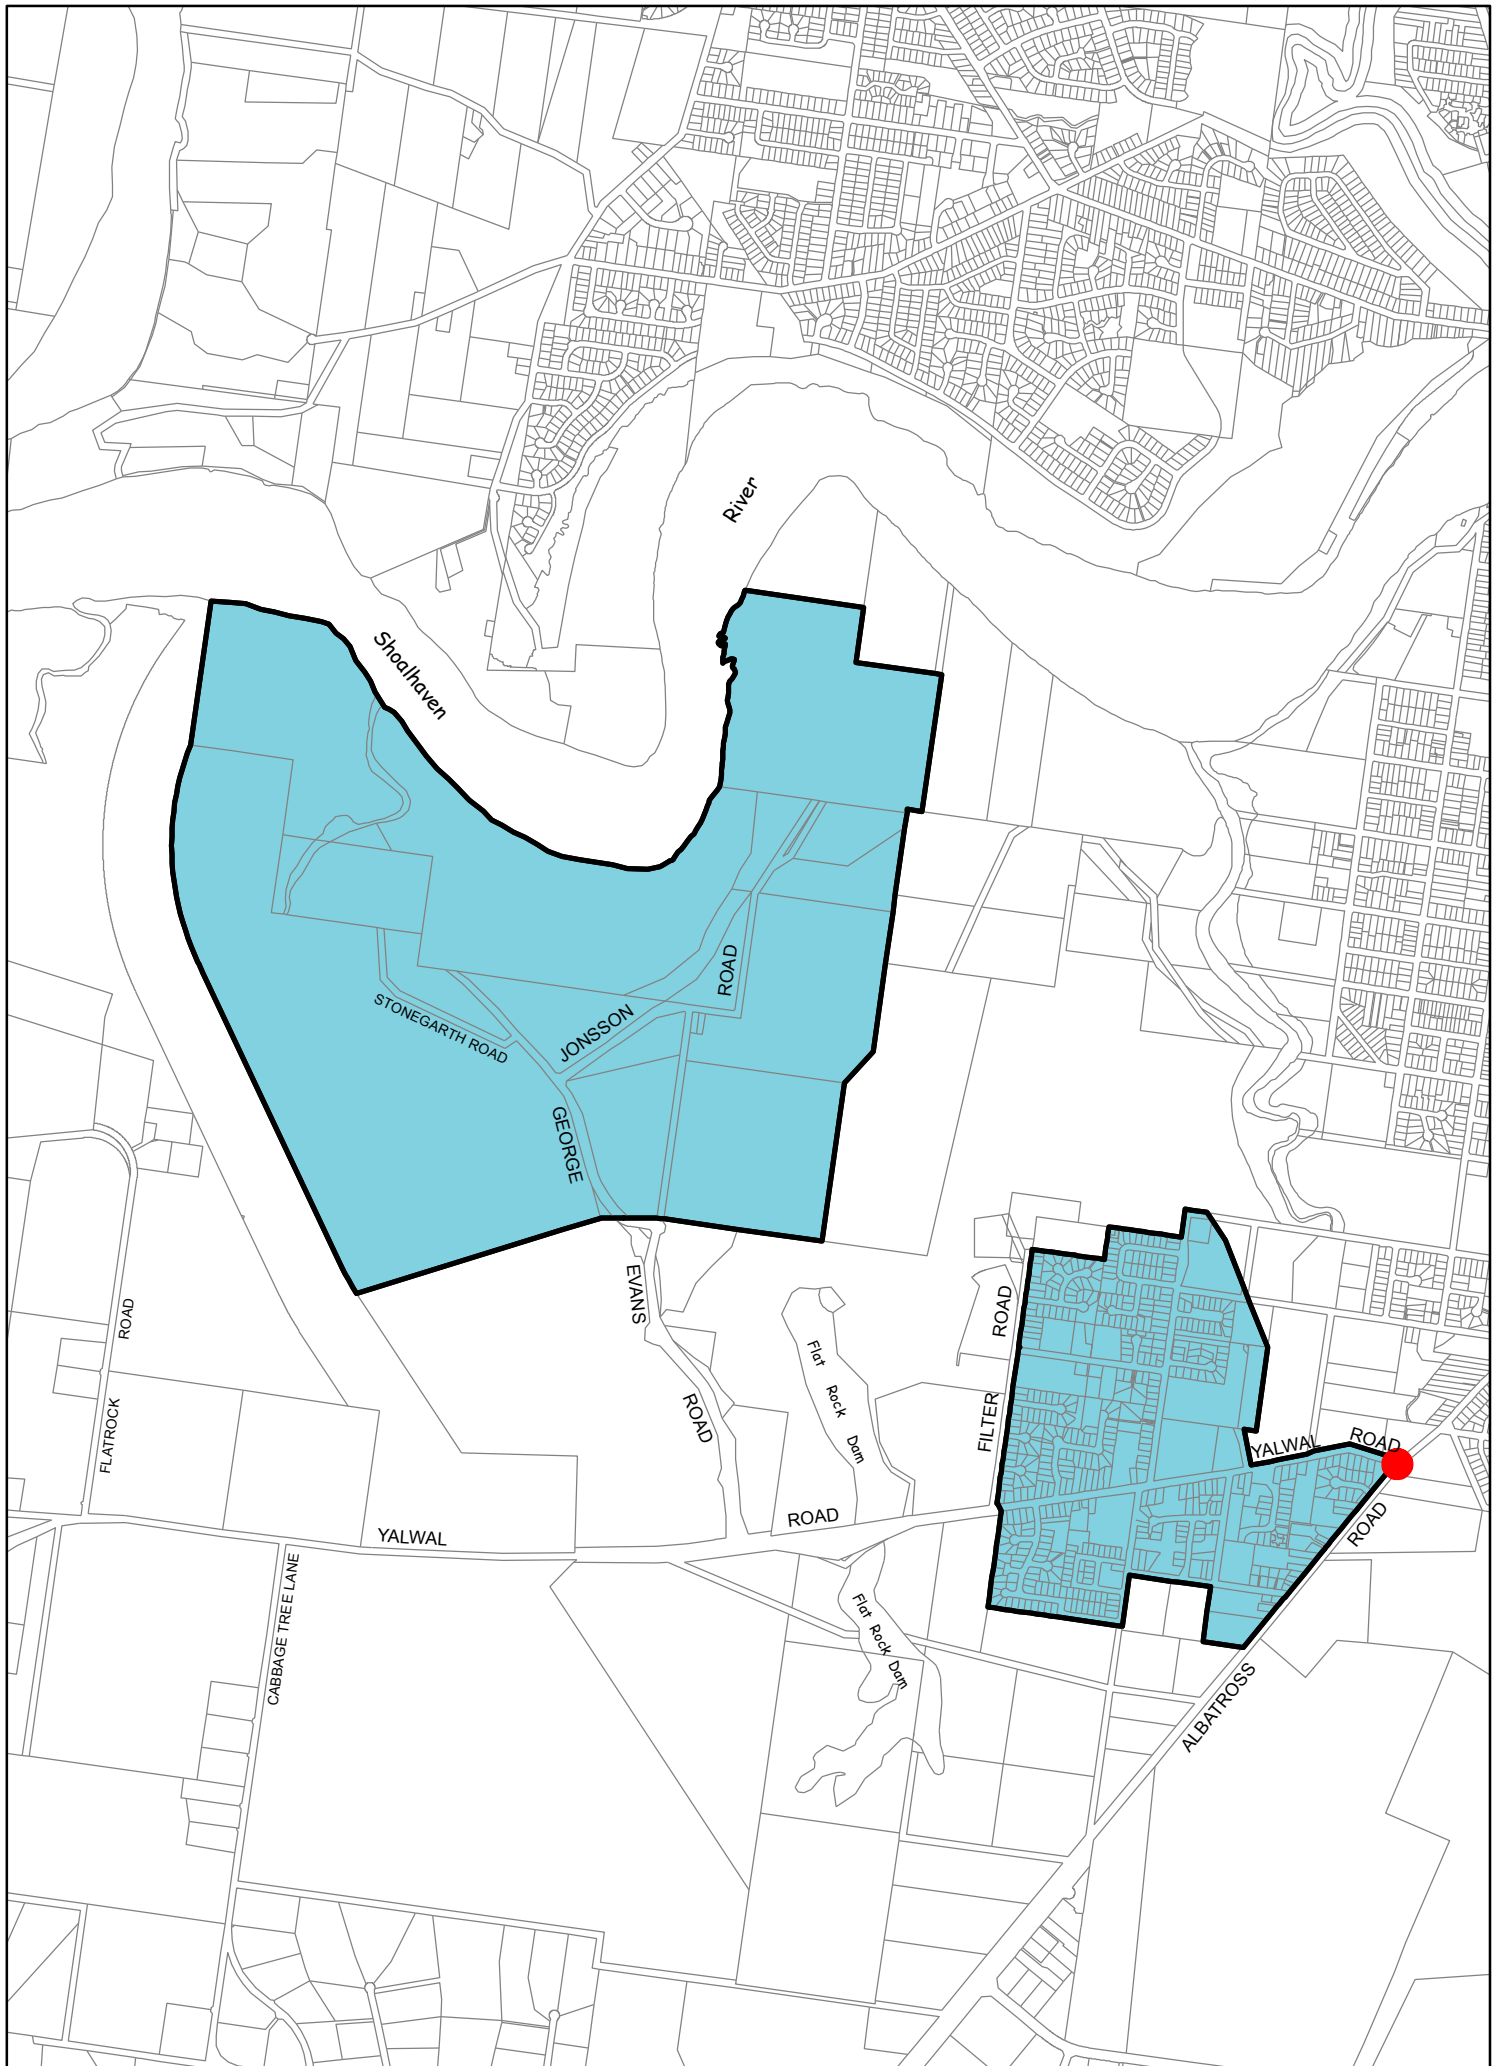 River
Shoalhaven
ROAD
STONEGARTH ROAD
JONSSON
GEORGE
EVANS
ROAD
ROAD
FLATROCK
ROAD
FILTER
Flat Rock Dam
YALWAL ROAD
ROAD
YALWAL
ROAD
CABBAGE TREE LANE
Flat Rock Dam
ALBATROSS